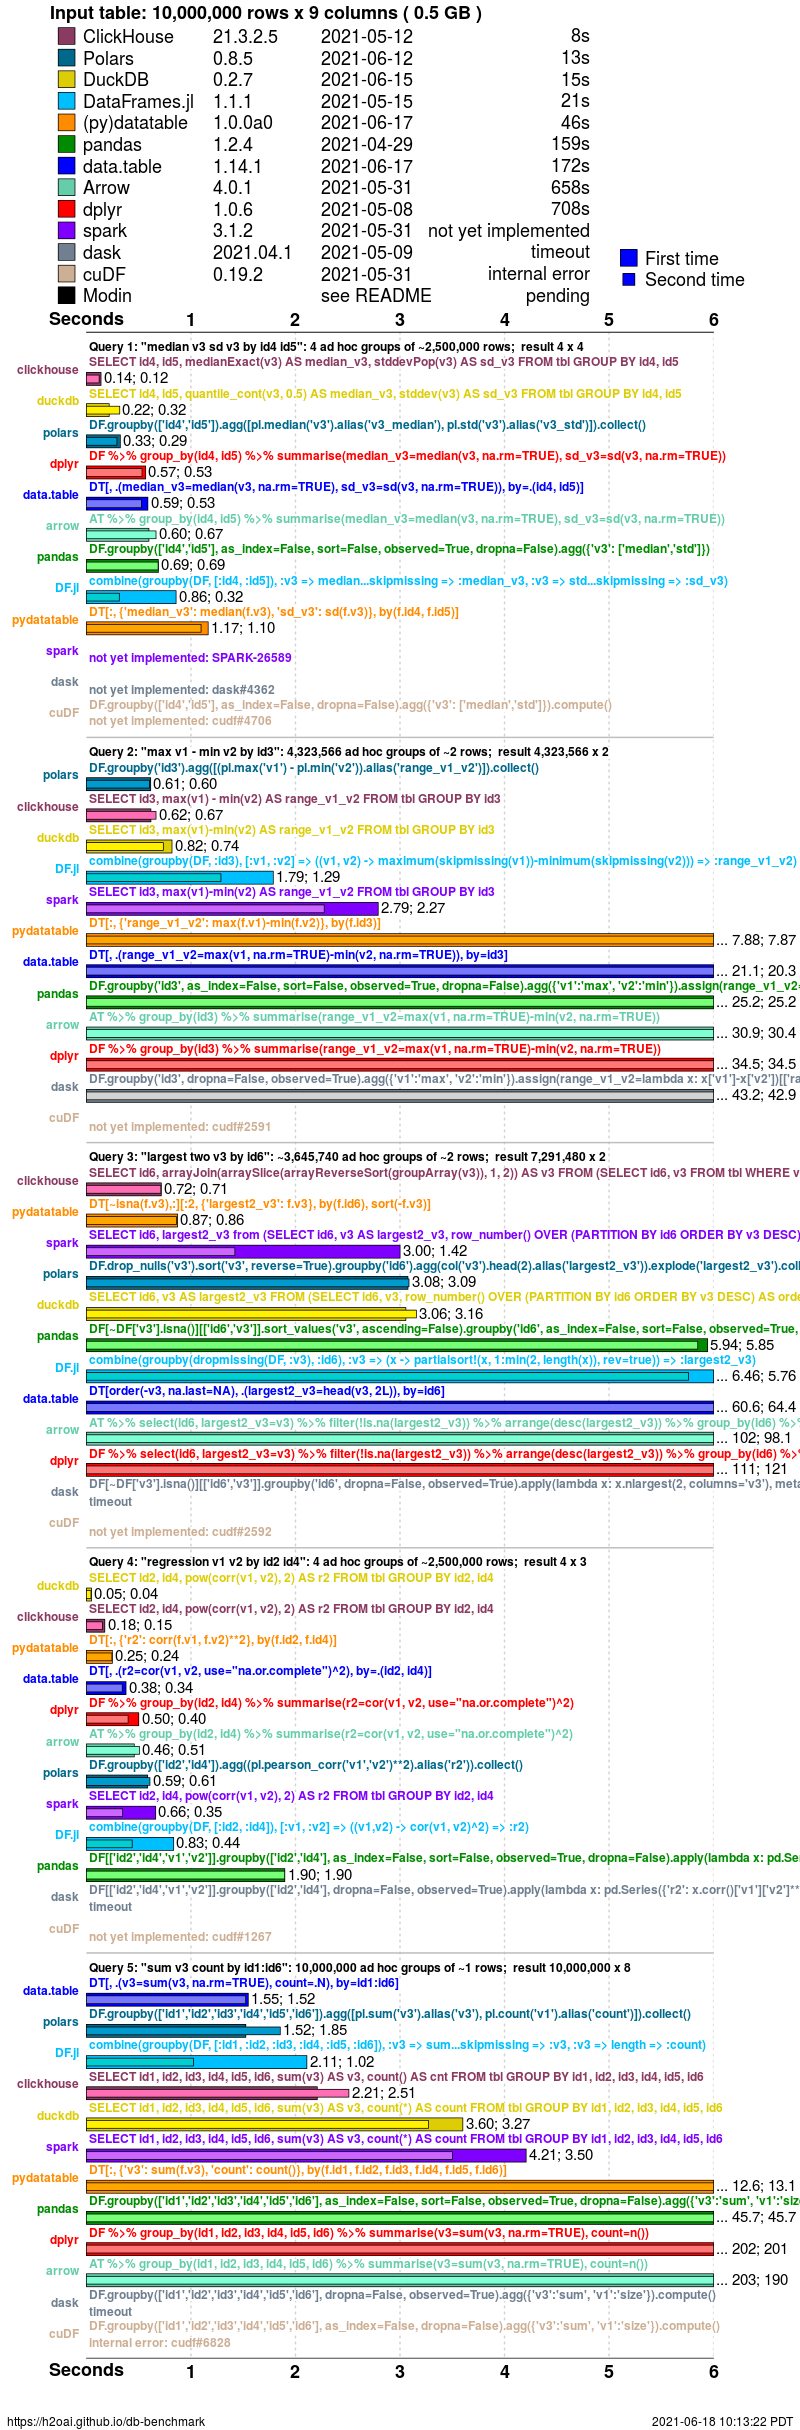 Input table: 10,000,000 rows x 9 columns ( 0.5 GB )
ClickHouse 21.3.2.5 2021-05-12 8s
Polars 0.8.5 2021-06-12 13s
DuckDB 0.2.7 2021-06-15 15s
DataFrames.jl 1.1.1 2021-05-15 21s
(py)datatable 1.0.0a0 2021-06-17 46s
pandas 1.2.4 2021-04-29 159s
data.table 1.14.1 2021-06-17 172s
Arrow 4.0.1 2021-05-31 658s
dplyr 1.0.6 2021-05-08 708s
spark 3.1.2 2021-05-31 not yet implemented
dask 2021.04.1 2021-05-09 timeout
cuDF 0.19.2 2021-05-31 internal error
Modin see README pending
First time
Second time
Seconds 1 2 3 4 5 6
Query 1: "median v3 sd v3 by id4 id5": 4 ad hoc groups of ~2,500,000 rows; result 4 x 4
clickhouse SELECT id4, id5, medianExact(v3) AS median_v3, stddevPop(v3) AS sd_v3 FROM tbl GROUP BY id4, id5
0.14; 0.12
duckdb SELECT id4, id5, quantile_cont(v3, 0.5) AS median_v3, stddev(v3) AS sd_v3 FROM tbl GROUP BY id4, id5
0.22; 0.32
polars DF.groupby(['id4','id5']).agg([pl.median('v3').alias('v3_median'), pl.std('v3').alias('v3_std')]).collect()
0.33; 0.29
dplyr DF %>% group_by(id4, id5) %>% summarise(median_v3=median(v3, na.rm=TRUE), sd_v3=sd(v3, na.rm=TRUE))
0.57; 0.53
data.table DT[, .(median_v3=median(v3, na.rm=TRUE), sd_v3=sd(v3, na.rm=TRUE)), by=.(id4, id5)]
0.59; 0.53
arrow AT %>% group_by(id4, id5) %>% summarise(median_v3=median(v3, na.rm=TRUE), sd_v3=sd(v3, na.rm=TRUE))
0.60; 0.67
pandas DF.groupby(['id4','id5'], as_index=False, sort=False, observed=True, dropna=False).agg({'v3': ['median','std']})
0.69; 0.69
DF.jl combine(groupby(DF, [:id4, :id5]), :v3 => median...skipmissing => :median_v3, :v3 => std...skipmissing => :sd_v3)
0.86; 0.32
pydatatable DT[:, {'median_v3': median(f.v3), 'sd_v3': sd(f.v3)}, by(f.id4, f.id5)]
1.17; 1.10
spark not yet implemented: SPARK-26589
dask not yet implemented: dask#4362
cuDF DF.groupby(['id4','id5'], as_index=False, dropna=False).agg({'v3': ['median','std']}).compute()
not yet implemented: cudf#4706
Query 2: "max v1 - min v2 by id3": 4,323,566 ad hoc groups of ~2 rows; result 4,323,566 x 2
polars DF.groupby('id3').agg([(pl.max('v1') - pl.min('v2')).alias('range_v1_v2')]).collect()
0.61; 0.60
clickhouse SELECT id3, max(v1) - min(v2) AS range_v1_v2 FROM tbl GROUP BY id3
0.62; 0.67
duckdb SELECT id3, max(v1)-min(v2) AS range_v1_v2 FROM tbl GROUP BY id3
0.82; 0.74
DF.jl combine(groupby(DF, :id3), [:v1, :v2] => ((v1, v2) -> maximum(skipmissing(v1))-minimum(skipmissing(v2))) => :range_v1_v2)
1.79; 1.29
spark SELECT id3, max(v1)-min(v2) AS range_v1_v2 FROM tbl GROUP BY id3
2.79; 2.27
pydatatable DT[:, {'range_v1_v2': max(f.v1)-min(f.v2)}, by(f.id3)]
... 7.88; 7.87
data.table DT[, .(range_v1_v2=max(v1, na.rm=TRUE)-min(v2, na.rm=TRUE)), by=id3]
... 21.1; 20.3
pandas DF.groupby('id3', as_index=False, sort=False, observed=True, dropna=False).agg({'v1':'max', 'v2':'min'}).assign(range_v1_v2=
... 25.2; 25.2
arrow AT %>% group_by(id3) %>% summarise(range_v1_v2=max(v1, na.rm=TRUE)-min(v2, na.rm=TRUE))
... 30.9; 30.4
dplyr DF %>% group_by(id3) %>% summarise(range_v1_v2=max(v1, na.rm=TRUE)-min(v2, na.rm=TRUE))
... 34.5; 34.5
dask DF.groupby('id3', dropna=False, observed=True).agg({'v1':'max', 'v2':'min'}).assign(range_v1_v2=lambda x: x['v1']-x['v2'])[['ra
... 43.2; 42.9
cuDF not yet implemented: cudf#2591
Query 3: "largest two v3 by id6": ~3,645,740 ad hoc groups of ~2 rows; result 7,291,480 x 2
clickhouse SELECT id6, arrayJoin(arraySlice(arrayReverseSort(groupArray(v3)), 1, 2)) AS v3 FROM (SELECT id6, v3 FROM tbl WHERE v
0.72; 0.71
pydatatable DT[~isna(f.v3),:][:2, {'largest2_v3': f.v3}, by(f.id6), sort(-f.v3)]
0.87; 0.86
spark SELECT id6, largest2_v3 from (SELECT id6, v3 AS largest2_v3, row_number() OVER (PARTITION BY id6 ORDER BY v3 DESC)
3.00; 1.42
polars DF.drop_nulls('v3').sort('v3', reverse=True).groupby('id6').agg(col('v3').head(2).alias('largest2_v3')).explode('largest2_v3').coll
3.08; 3.09
duckdb SELECT id6, v3 AS largest2_v3 FROM (SELECT id6, v3, row_number() OVER (PARTITION BY id6 ORDER BY v3 DESC) AS orde
3.06; 3.16
pandas DF[~DF['v3'].isna()][['id6','v3']].sort_values('v3', ascending=False).groupby('id6', as_index=False, sort=False, observed=True,
5.94; 5.85
DF.jl combine(groupby(dropmissing(DF, :v3), :id6), :v3 => (x -> partialsort!(x, 1:min(2, length(x)), rev=true)) => :largest2_v3)
... 6.46; 5.76
data.table DT[order(-v3, na.last=NA), .(largest2_v3=head(v3, 2L)), by=id6]
... 60.6; 64.4
arrow AT %>% select(id6, largest2_v3=v3) %>% filter(!is.na(largest2_v3)) %>% arrange(desc(largest2_v3)) %>% group_by(id6) %>%
... 102; 98.1
dplyr DF %>% select(id6, largest2_v3=v3) %>% filter(!is.na(largest2_v3)) %>% arrange(desc(largest2_v3)) %>% group_by(id6) %>%
... 111; 121
dask DF[~DF['v3'].isna()][['id6','v3']].groupby('id6', dropna=False, observed=True).apply(lambda x: x.nlargest(2, columns='v3'), meta
timeout
cuDF not yet implemented: cudf#2592
Query 4: "regression v1 v2 by id2 id4": 4 ad hoc groups of ~2,500,000 rows; result 4 x 3
duckdb SELECT id2, id4, pow(corr(v1, v2), 2) AS r2 FROM tbl GROUP BY id2, id4
0.05; 0.04
clickhouse SELECT id2, id4, pow(corr(v1, v2), 2) AS r2 FROM tbl GROUP BY id2, id4
0.18; 0.15
pydatatable DT[:, {'r2': corr(f.v1, f.v2)**2}, by(f.id2, f.id4)]
0.25; 0.24
data.table DT[, .(r2=cor(v1, v2, use="na.or.complete")^2), by=.(id2, id4)]
0.38; 0.34
dplyr DF %>% group_by(id2, id4) %>% summarise(r2=cor(v1, v2, use="na.or.complete")^2)
0.50; 0.40
arrow AT %>% group_by(id2, id4) %>% summarise(r2=cor(v1, v2, use="na.or.complete")^2)
0.46; 0.51
polars DF.groupby(['id2','id4']).agg((pl.pearson_corr('v1','v2')**2).alias('r2')).collect()
0.59; 0.61
spark SELECT id2, id4, pow(corr(v1, v2), 2) AS r2 FROM tbl GROUP BY id2, id4
0.66; 0.35
DF.jl combine(groupby(DF, [:id2, :id4]), [:v1, :v2] => ((v1,v2) -> cor(v1, v2)^2) => :r2)
0.83; 0.44
pandas DF[['id2','id4','v1','v2']].groupby(['id2','id4'], as_index=False, sort=False, observed=True, dropna=False).apply(lambda x: pd.Se
1.90; 1.90
dask DF[['id2','id4','v1','v2']].groupby(['id2','id4'], dropna=False, observed=True).apply(lambda x: pd.Series({'r2': x.corr()['v1']['v2']**
timeout
cuDF not yet implemented: cudf#1267
Query 5: "sum v3 count by id1:id6": 10,000,000 ad hoc groups of ~1 rows; result 10,000,000 x 8
data.table DT[, .(v3=sum(v3, na.rm=TRUE), count=.N), by=id1:id6]
1.55; 1.52
polars DF.groupby(['id1','id2','id3','id4','id5','id6']).agg([pl.sum('v3').alias('v3'), pl.count('v1').alias('count')]).collect()
1.52; 1.85
DF.jl combine(groupby(DF, [:id1, :id2, :id3, :id4, :id5, :id6]), :v3 => sum...skipmissing => :v3, :v3 => length => :count)
2.11; 1.02
clickhouse SELECT id1, id2, id3, id4, id5, id6, sum(v3) AS v3, count() AS cnt FROM tbl GROUP BY id1, id2, id3, id4, id5, id6
2.21; 2.51
duckdb SELECT id1, id2, id3, id4, id5, id6, sum(v3) AS v3, count(*) AS count FROM tbl GROUP BY id1, id2, id3, id4, id5, id6
3.60; 3.27
spark SELECT id1, id2, id3, id4, id5, id6, sum(v3) AS v3, count(*) AS count FROM tbl GROUP BY id1, id2, id3, id4, id5, id6
4.21; 3.50
pydatatable DT[:, {'v3': sum(f.v3), 'count': count()}, by(f.id1, f.id2, f.id3, f.id4, f.id5, f.id6)]
... 12.6; 13.1
pandas DF.groupby(['id1','id2','id3','id4','id5','id6'], as_index=False, sort=False, observed=True, dropna=False).agg({'v3':'sum', 'v1':'size
... 45.7; 45.7
dplyr DF %>% group_by(id1, id2, id3, id4, id5, id6) %>% summarise(v3=sum(v3, na.rm=TRUE), count=n())
... 202; 201
arrow AT %>% group_by(id1, id2, id3, id4, id5, id6) %>% summarise(v3=sum(v3, na.rm=TRUE), count=n())
... 203; 190
dask DF.groupby(['id1','id2','id3','id4','id5','id6'], dropna=False, observed=True).agg({'v3':'sum', 'v1':'size'}).compute()
timeout
cuDF DF.groupby(['id1','id2','id3','id4','id5','id6'], as_index=False, dropna=False).agg({'v3':'sum', 'v1':'size'}).compute()
internal error: cudf#6828
Seconds 1 2 3 4 5 6
https://h2oai.github.io/db-benchmark 2021-06-18 10:13:22 PDT